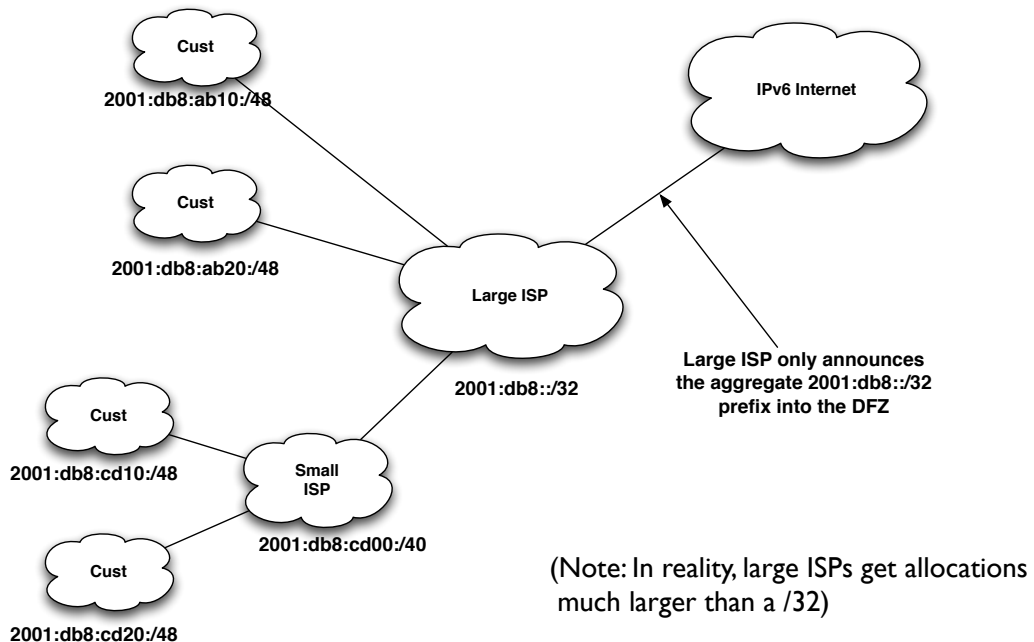 Cust
2001:db8:ab10:/48
IPv6 Internet
Cust
2001:db8:ab20:/48
Large ISP
2001:db8::/32
Large ISP only announces
the aggregate 2001:db8::/32
prefix into the DFZ
Cust
2001:db8:cd10:/48
Small
ISP
2001:db8:cd00:/40
Cust
2001:db8:cd20:/48
(Note: In reality, large ISPs get allocations
much larger than a /32)